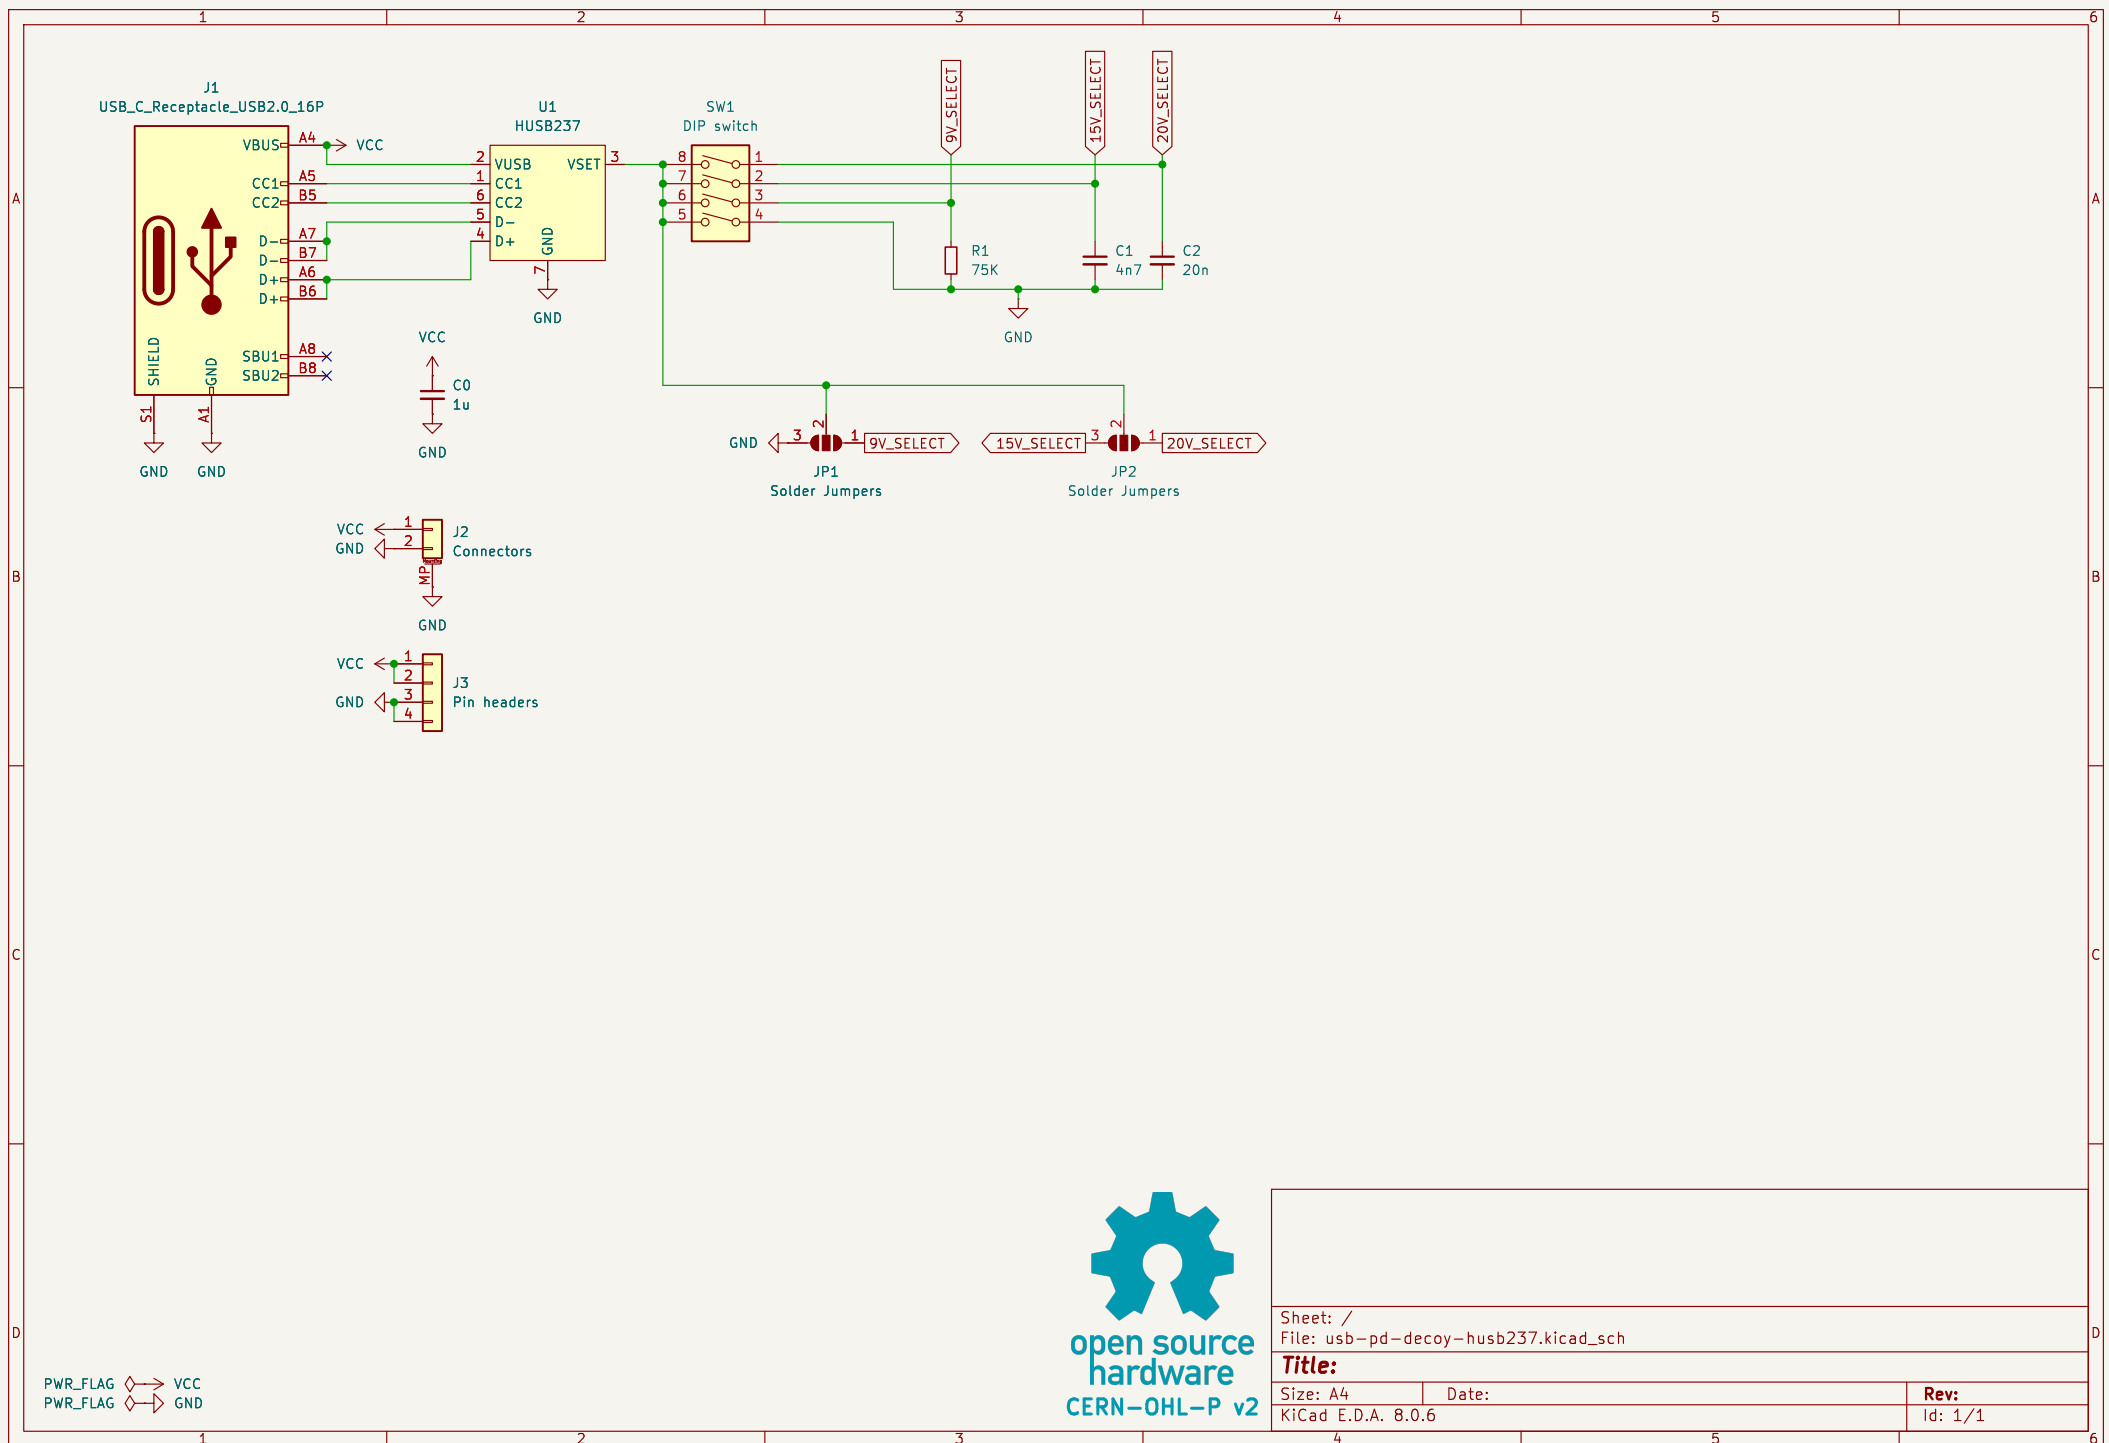 1 2 3 4 5 6
A
B
C
D
J1
USB_C_Receptacle_USB2.0_16P
VBUS A4
CC1 A5
CC2 B5
D- A7
D- B7
D+ A6
D+ B6
SBU1 A8
SBU2 B8
SHIELD
GND
S1
A1
GND
GND
VCC
U1
HUSB237
2 VUSB
1 CC1
6 CC2
5 D-
4 D+
VSET 3
GND
7
GND
SW1
DIP switch
8 1
7 2
6 3
5 4
9V_SELECT
15V_SELECT
20V_SELECT
R1
75K
C1
4n7
C2
20n
GND
VCC
C0
1u
GND
GND 3 2 1 9V_SELECT
JP1
Solder Jumpers
15V_SELECT 3 2 1 20V_SELECT
JP2
Solder Jumpers
VCC 1
GND 2
J2
Connectors
MP
GND
VCC 1
2
GND 3
4
J3
Pin headers
PWR_FLAG VCC
PWR_FLAG GND
open source
hardware
CERN-OHL-P v2
Sheet: /
File: usb-pd-decoy-husb237.kicad_sch
Title:
Size: A4 Date: Rev:
KiCad E.D.A. 8.0.6 Id: 1/1
A
B
C
D
1 2 3 4 5 6